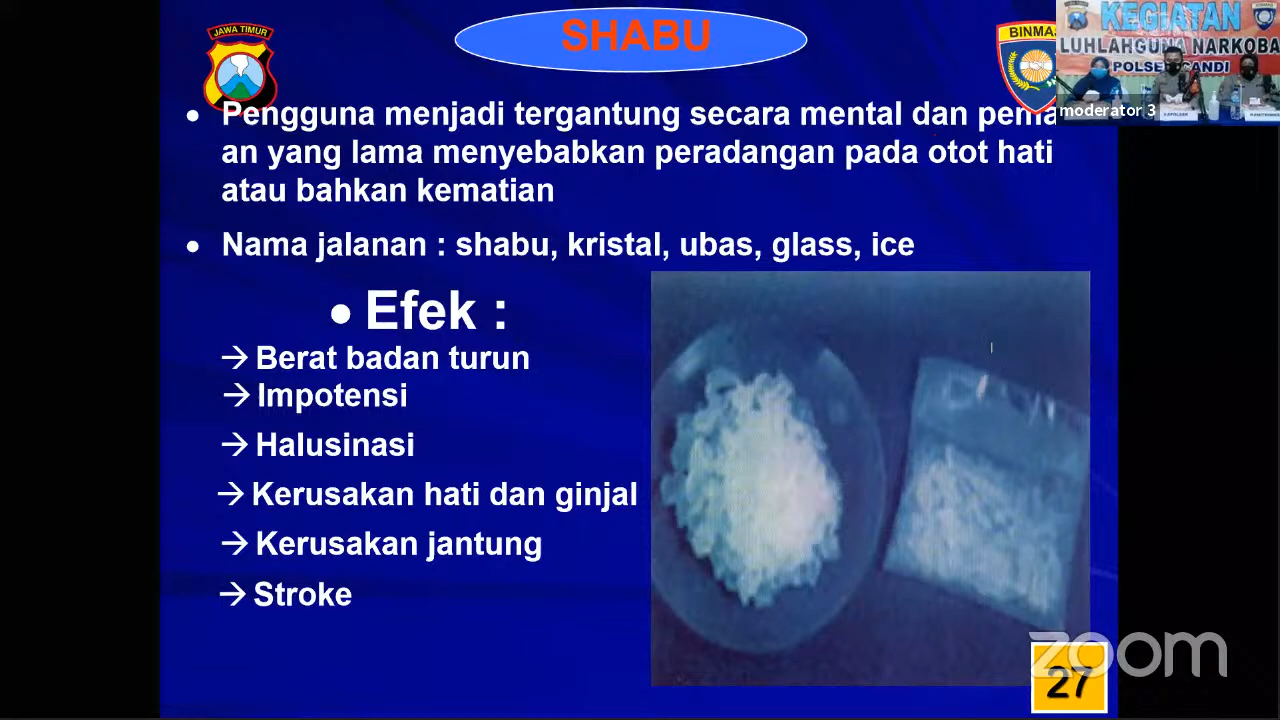 SHABU
JAWA TIMUR
BINMAS
KEGIATAN
LUHLAHGUNA NARKOBA
POLSEK CANDI
moderator 3
• Pengguna menjadi tergantung secara mental dan pema
an yang lama menyebabkan peradangan pada otot hati
atau bahkan kematian
• Nama jalanan : shabu, kristal, ubas, glass, ice
• Efek :
→ Berat badan turun
→ Impotensi
→ Halusinasi
→ Kerusakan hati dan ginjal
→ Kerusakan jantung
→ Stroke
zoom
27